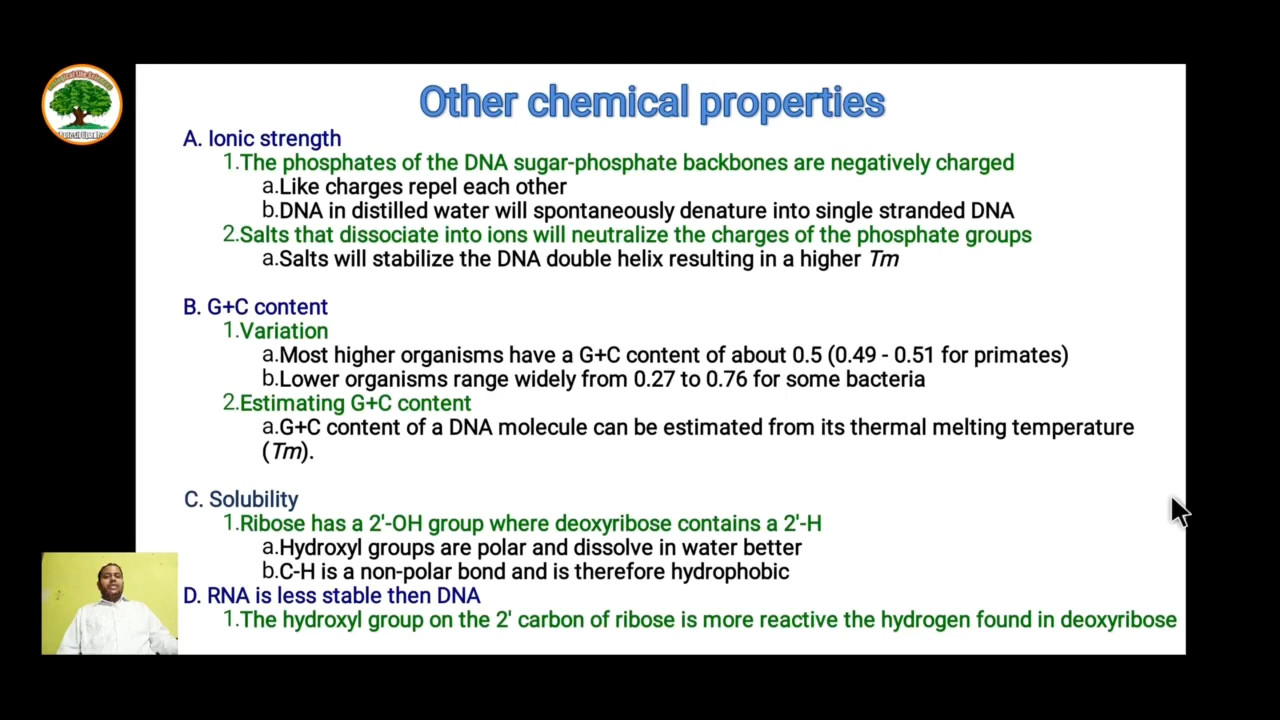 Other chemical properties
A. Ionic strength
1.The phosphates of the DNA sugar-phosphate backbones are negatively charged
a.Like charges repel each other
b.DNA in distilled water will spontaneously denature into single stranded DNA
2.Salts that dissociate into ions will neutralize the charges of the phosphate groups
a.Salts will stabilize the DNA double helix resulting in a higher Tm
B. G+C content
1.Variation
a.Most higher organisms have a G+C content of about 0.5 (0.49 - 0.51 for primates)
b.Lower organisms range widely from 0.27 to 0.76 for some bacteria
2.Estimating G+C content
a.G+C content of a DNA molecule can be estimated from its thermal melting temperature
(Tm).
C. Solubility
1.Ribose has a 2'-OH group where deoxyribose contains a 2'-H
a.Hydroxyl groups are polar and dissolve in water better
b.C-H is a non-polar bond and is therefore hydrophobic
D. RNA is less stable then DNA
1.The hydroxyl group on the 2' carbon of ribose is more reactive the hydrogen found in deoxyribose